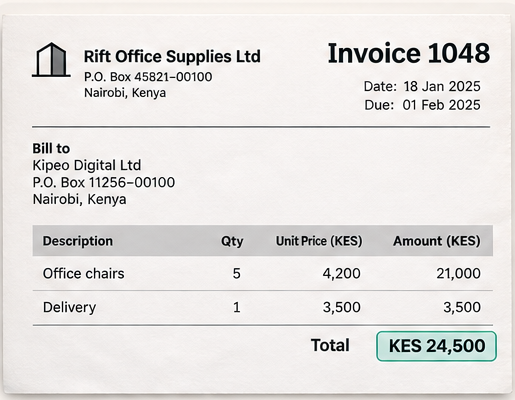 Rift Office Supplies Ltd
P.O. Box 45821–00100
Nairobi, Kenya
Invoice 1048
Date: 18 Jan 2025
Due: 01 Feb 2025
Bill to
Kipeo Digital Ltd
P.O. Box 11256–00100
Nairobi, Kenya
Description Qty Unit Price (KES) Amount (KES)
Office chairs 5 4,200 21,000
Delivery 1 3,500 3,500
Total KES 24,500